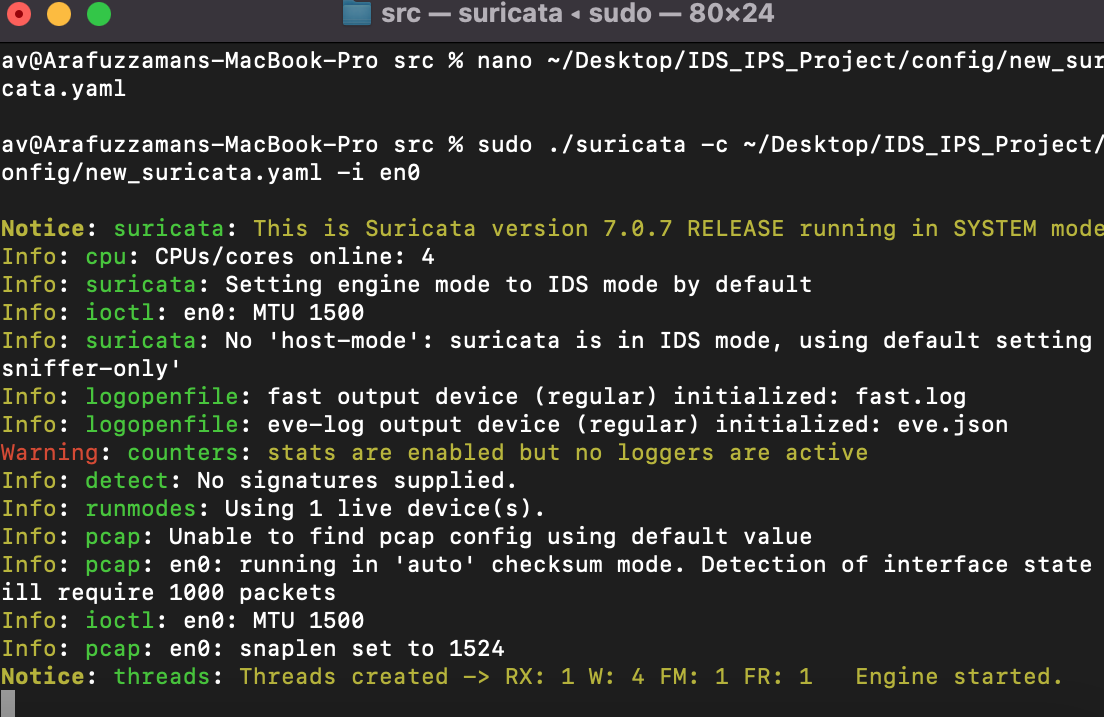 src — suricata ◂ sudo — 80×24
av@Arafuzzamans-MacBook-Pro src % nano ~/Desktop/IDS_IPS_Project/config/new_sur
cata.yaml
av@Arafuzzamans-MacBook-Pro src % sudo ./suricata -c ~/Desktop/IDS_IPS_Project/
onfig/new_suricata.yaml -i en0
Notice: suricata: This is Suricata version 7.0.7 RELEASE running in SYSTEM mode
Info: cpu: CPUs/cores online: 4
Info: suricata: Setting engine mode to IDS mode by default
Info: ioctl: en0: MTU 1500
Info: suricata: No 'host-mode': suricata is in IDS mode, using default setting
sniffer-only'
Info: logopenfile: fast output device (regular) initialized: fast.log
Info: logopenfile: eve-log output device (regular) initialized: eve.json
Warning: counters: stats are enabled but no loggers are active
Info: detect: No signatures supplied.
Info: runmodes: Using 1 live device(s).
Info: pcap: Unable to find pcap config using default value
Info: pcap: en0: running in 'auto' checksum mode. Detection of interface state
ill require 1000 packets
Info: ioctl: en0: MTU 1500
Info: pcap: en0: snaplen set to 1524
Notice: threads: Threads created -> RX: 1 W: 4 FM: 1 FR: 1   Engine started.